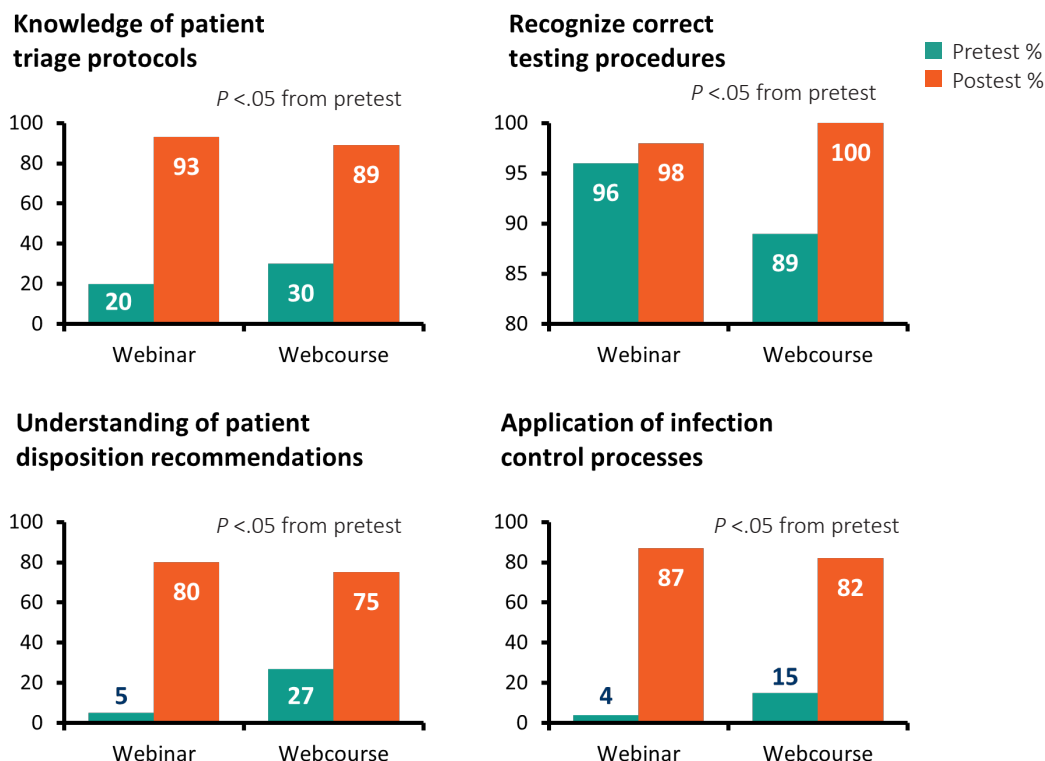 Knowledge of patient
triage protocols
P <.05 from pretest
100
80
60
40
20
0
93
89
20
30
Webinar
Webcourse
Recognize correct
testing procedures
P <.05 from pretest
100
95
90
85
80
96
98
100
89
Webinar
Webcourse
Pretest %
Postest %
Understanding of patient
disposition recommendations
P <.05 from pretest
100
80
60
40
20
0
5
80
75
27
Webinar
Webcourse
Application of infection
control processes
P <.05 from pretest
100
80
60
40
20
0
4
87
15
82
Webinar
Webcourse